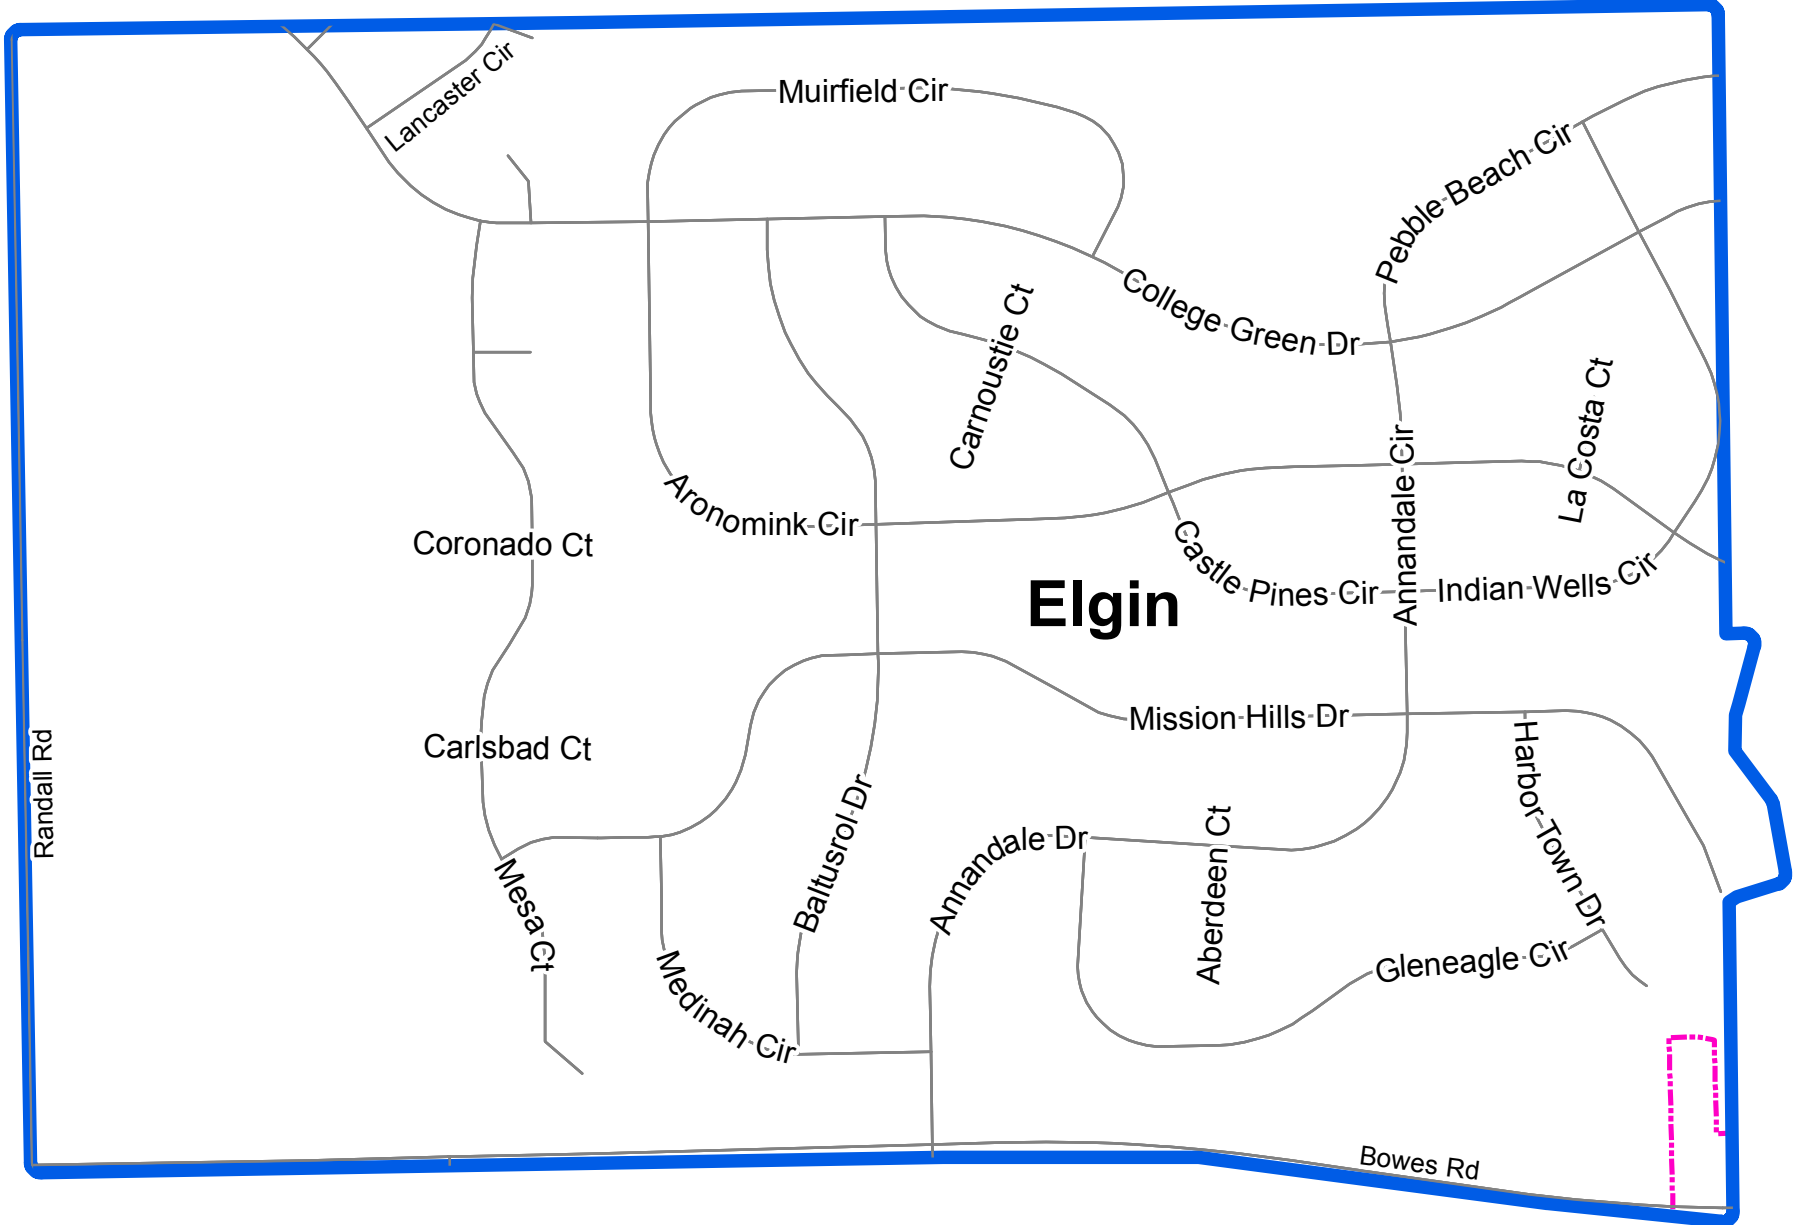 Lancaster Cir
Muirfield Cir
Pebble Beach Cir
College Green Dr
Carnoustie Ct
La Costa Ct
Annandale Cir
Aronomink Cir
Coronado Ct
Castle Pines Cir
Indian Wells Cir
Elgin
Mission Hills Dr
Harbor Town Dr
Carlsbad Ct
Randall Rd
Baltusrol Dr
Annandale Dr
Aberdeen Ct
Mesa Ct
Medinah Cir
Gleneagle Cir
Bowes Rd